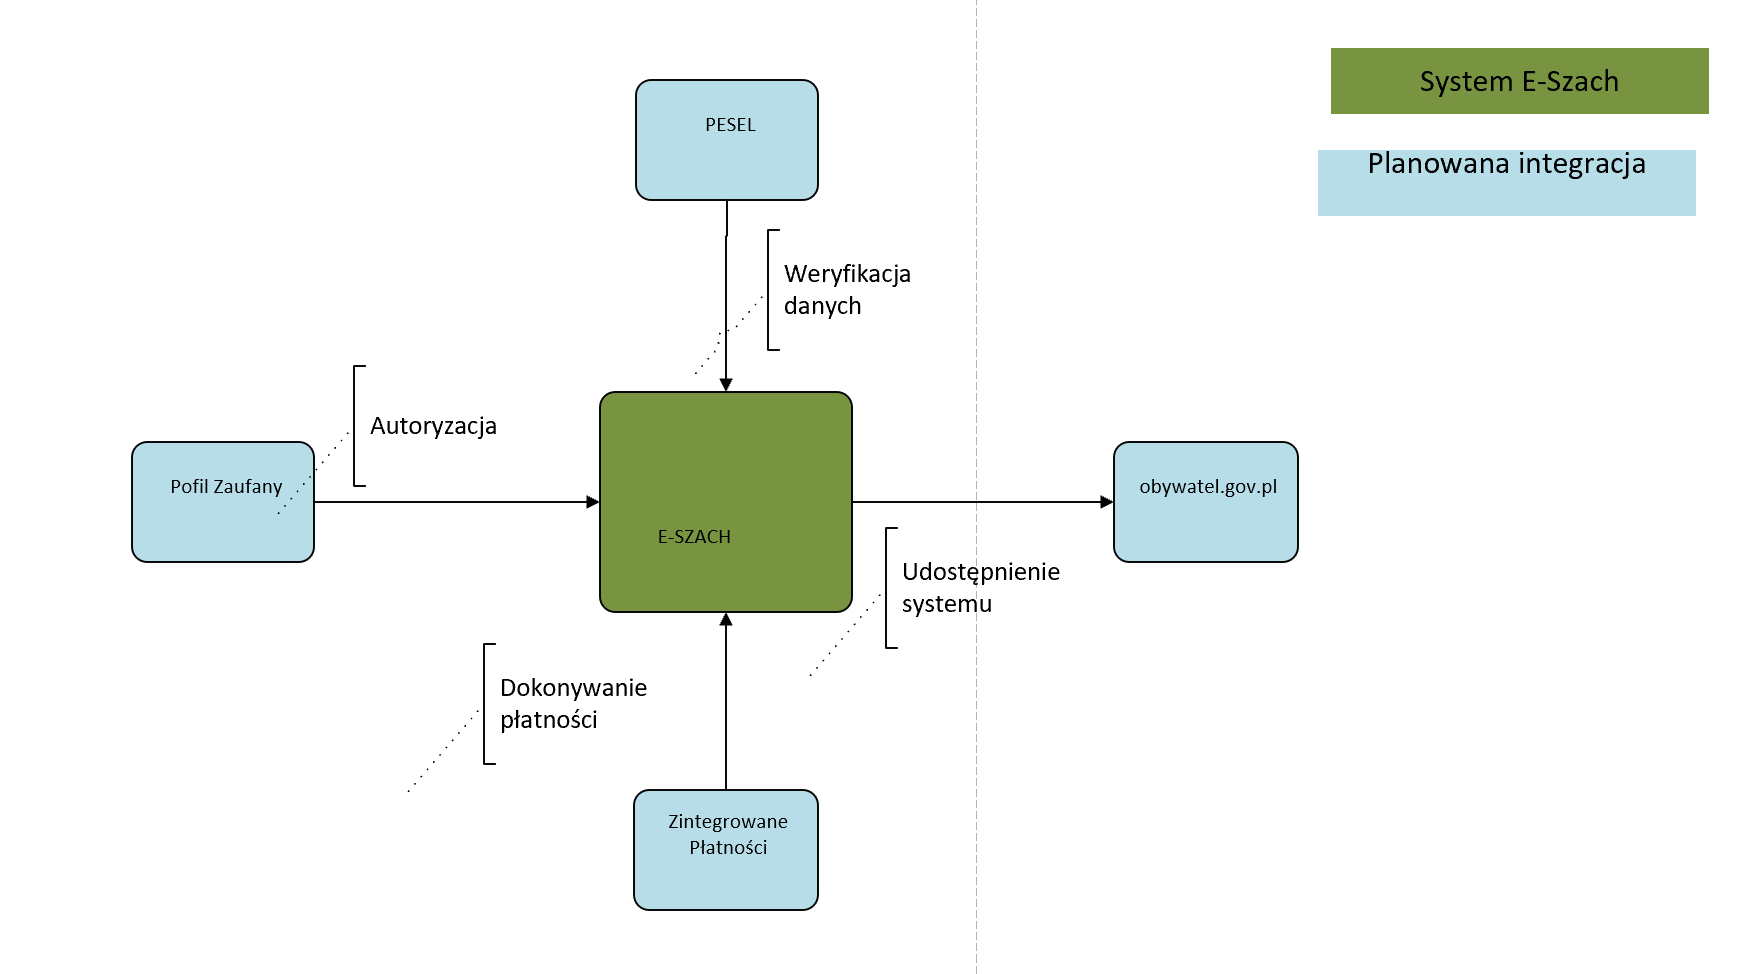 System E-Szach
Planowana integracja
PESEL
Weryfikacja
danych
Autoryzacja
Pofil Zaufany
E-SZACH
obywatel.gov.pl
Udostępnienie
systemu
Dokonywanie
płatności
Zintegrowane
Płatności